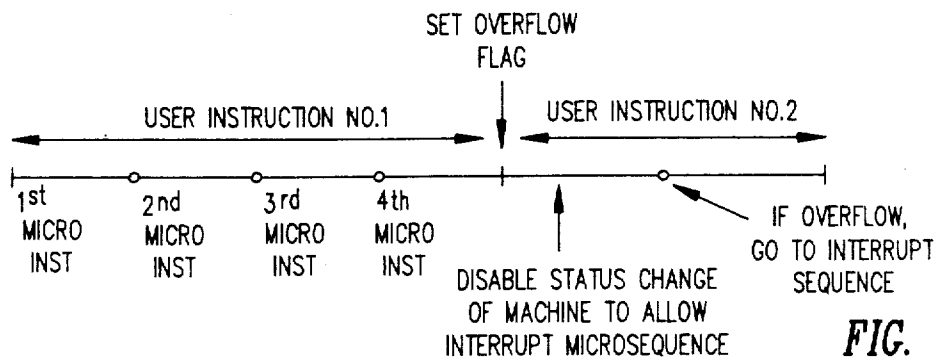 SET OVERFLOW
FLAG
USER INSTRUCTION NO.1
USER INSTRUCTION NO.2
1st
MICRO
INST
2nd
MICRO
INST
3rd
MICRO
INST
4th
MICRO
INST
DISABLE STATUS CHANGE
OF MACHINE TO ALLOW
INTERRUPT MICROSEQUENCE
IF OVERFLOW,
GO TO INTERRUPT
SEQUENCE
FIG.